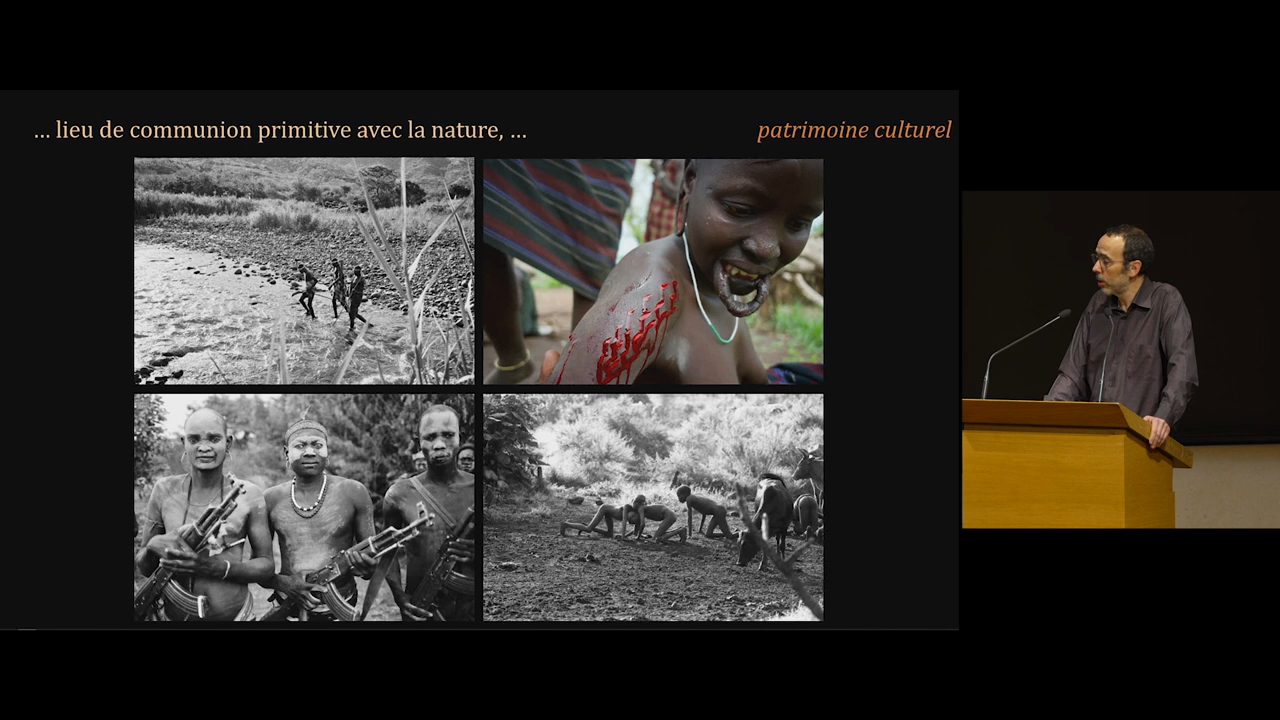 ... lieu de communion primitive avec la nature, ...
patrimoine culturel